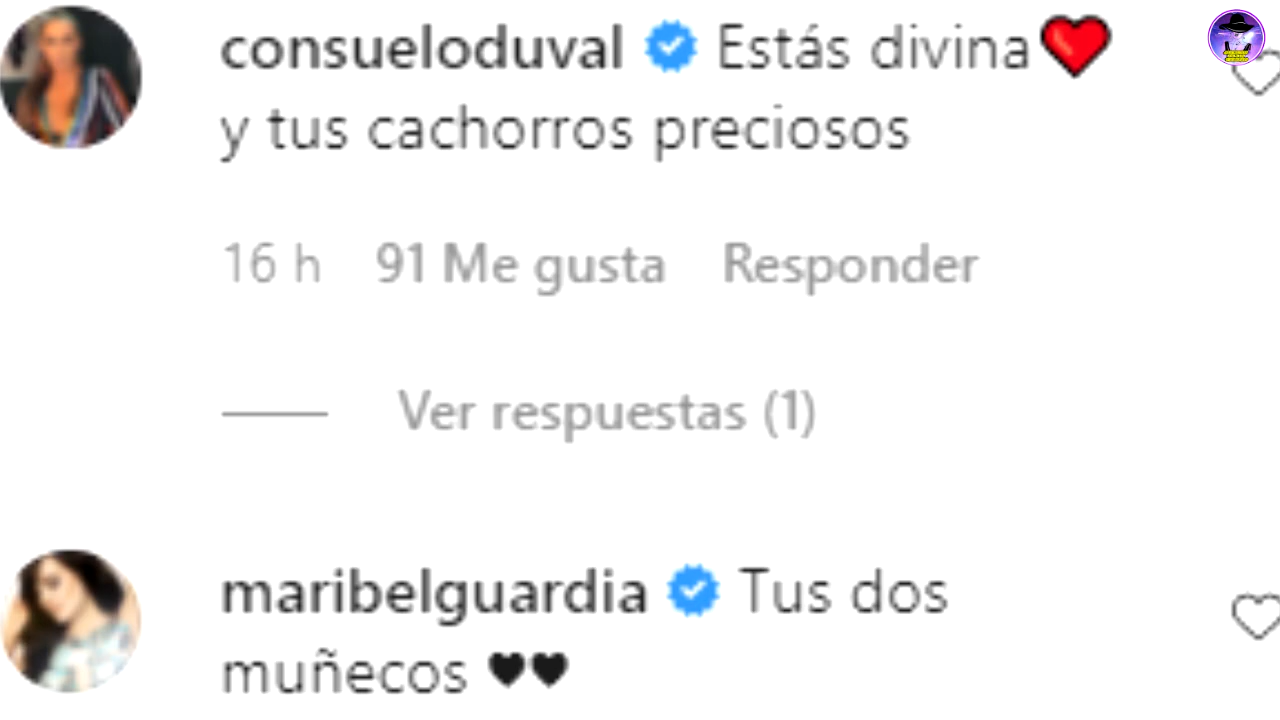 consueloduval Estás divina❤️
y tus cachorros preciosos
16 h 91 Me gusta Responder
Ver respuestas (1)
maribelguardia Tus dos
muñecos 🖤🖤